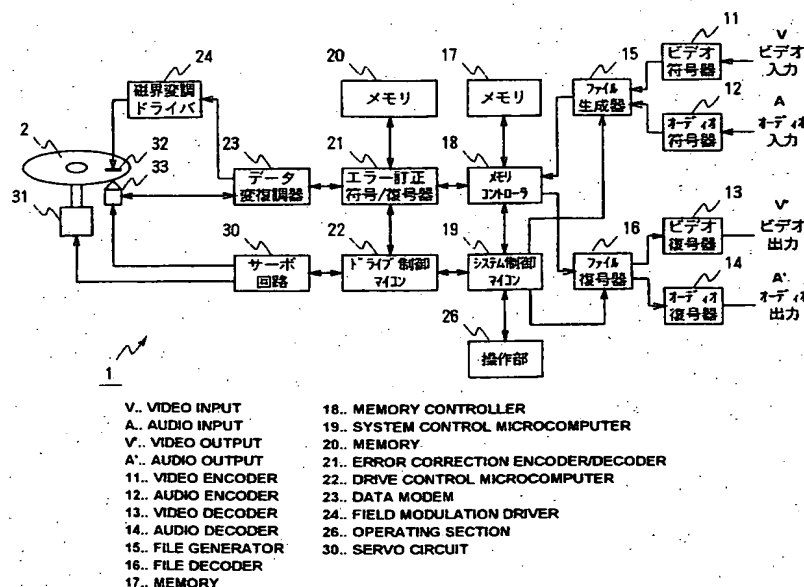 11
V
ビデオ
入力
ビデオ
符号器
24
20
17
15
12
A
オーディオ
入力
磁界変調
ドライバ
メモリ
メモリ
ファイル
生成器
オーディオ
符号器
2
32
33
23
21
18
データ
変復調器
エラー訂正
符号/復号器
メモリ
コントローラ
13
V'
ビデオ
出力
ビデオ
復号器
31
30
22
19
16
14
A'
オーディオ
出力
サーボ
回路
ドライブ制御
マイコン
システム制御
マイコン
ファイル
復号器
オーディオ
復号器
26
操作部
1
V.. VIDEO INPUT
A.. AUDIO INPUT
V'.. VIDEO OUTPUT
A'.. AUDIO OUTPUT
11.. VIDEO ENCODER
12.. AUDIO ENCODER
13.. VIDEO DECODER
14.. AUDIO DECODER
15.. FILE GENERATOR
16.. FILE DECODER
17.. MEMORY
18.. MEMORY CONTROLLER
19.. SYSTEM CONTROL MICROCOMPUTER
20.. MEMORY
21.. ERROR CORRECTION ENCODER/DECODER
22.. DRIVE CONTROL MICROCOMPUTER
23.. DATA MODEM
24.. FIELD MODULATION DRIVER
26.. OPERATING SECTION
30.. SERVO CIRCUIT